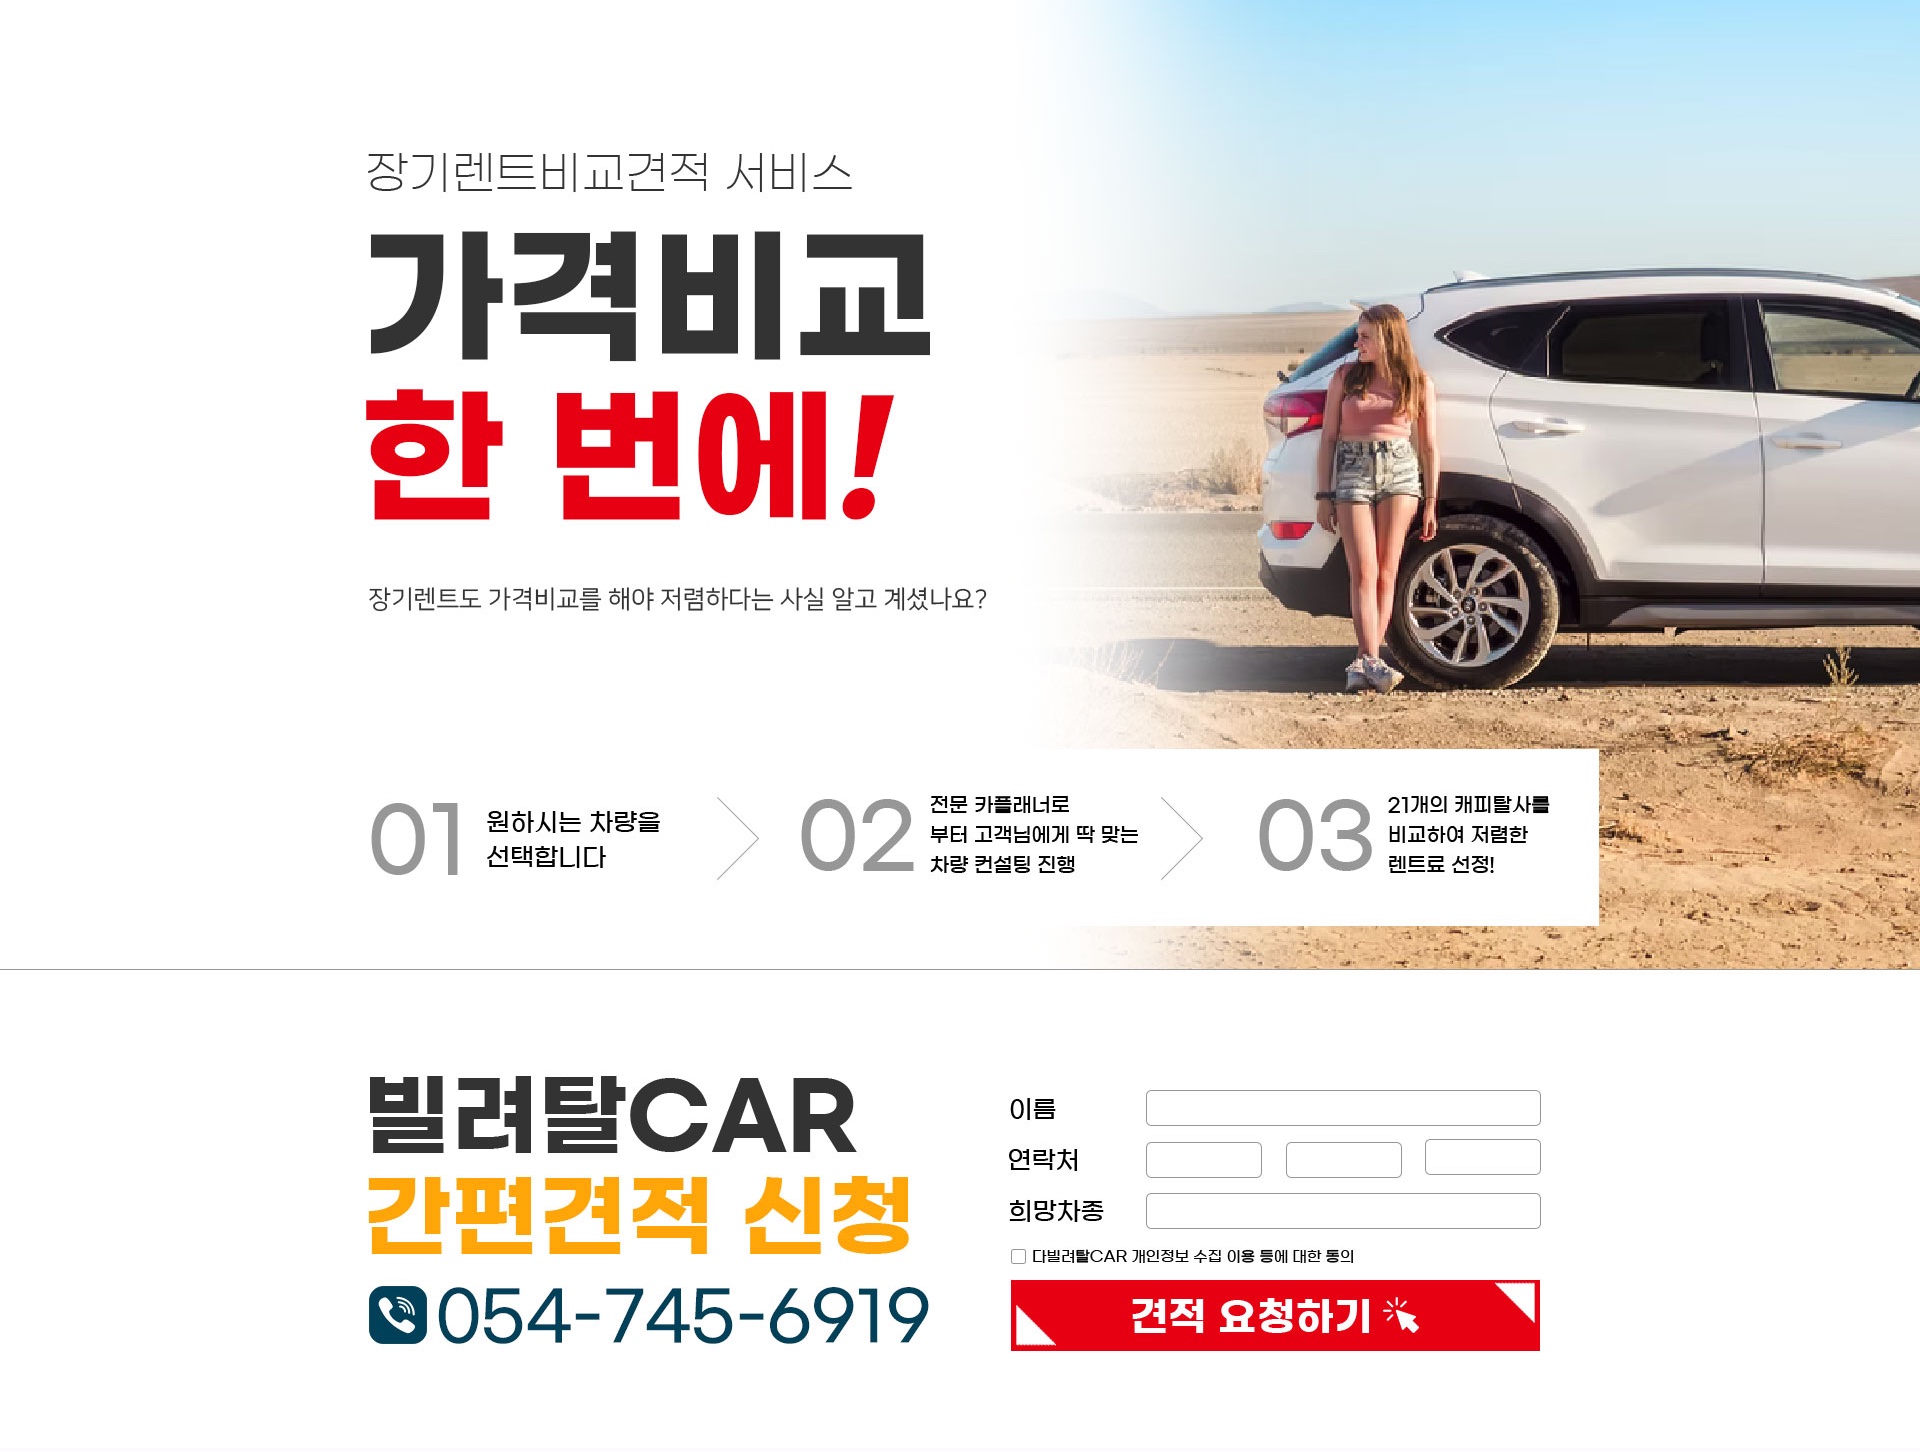 장기렌트비교견적 서비스
가격비교
한 번에!
장기렌트도 가격비교를 해야 저렴하다는 사실 알고 계셨나요?
01
원하시는 차량을
선택합니다
02
전문 카플래너로
부터 고객님에게 딱 맞는
차량 컨설팅 진행
03
21개의 캐피탈사를
비교하여 저렴한
렌트료 선정!
빌려탈CAR
간편견적 신청
054-745-6919
이름
연락처
희망차종
다빌려탈CAR 개인정보 수집 이용 등에 대한 동의
견적 요청하기